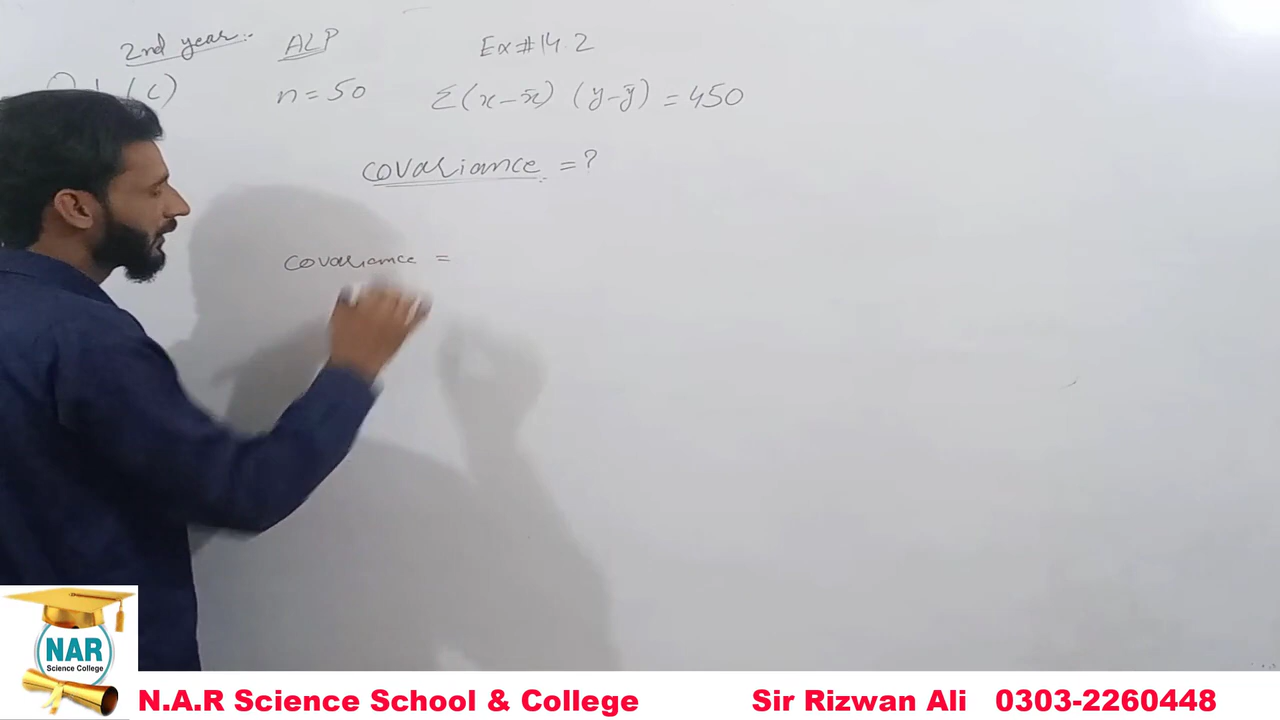 2nd year:- ALP Ex#14.2
(c) n=50 Σ(x-x̄) (y-ȳ) = 450
covariance = ?
covariance =
NAR
Science College
N.A.R Science School & College Sir Rizwan Ali 0303-2260448